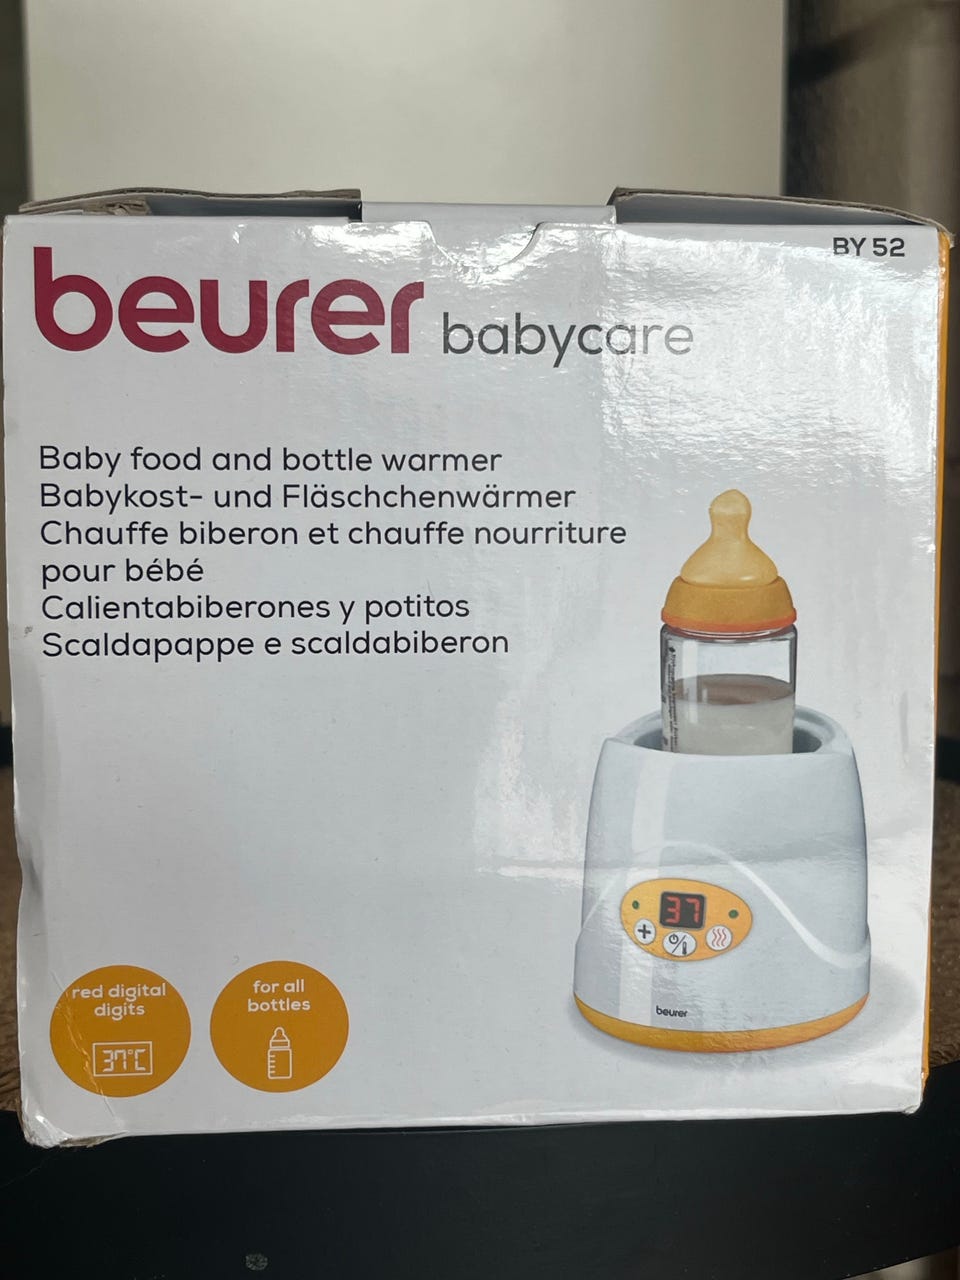 beurer babycare
BY 52
Baby food and bottle warmer
Babykost- und Fläschchenwärmer
Chauffe biberon et chauffe nourriture
pour bébé
Calientabiberones y potitos
Scaldapappe e scaldabiberon
37
beurer
red digital
digits
37°C
for all
bottles